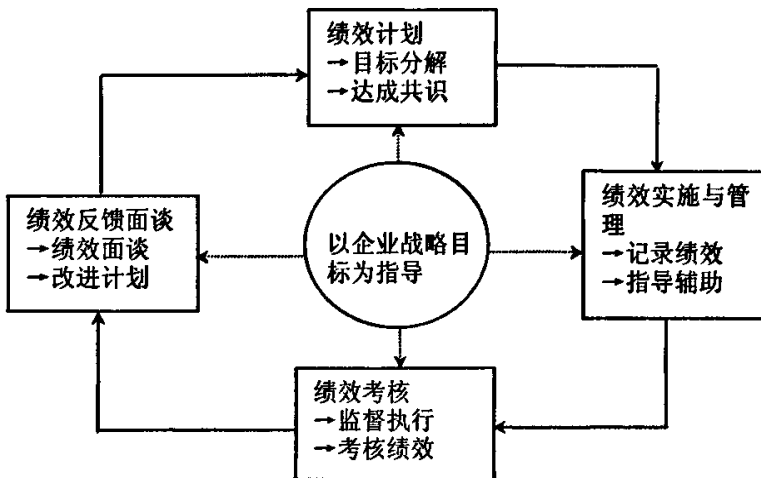 绩效计划
→目标分解
→达成共识
绩效实施与管
理
→记录绩效
→指导辅助
绩效反馈面谈
→绩效面谈
→改进计划
以企业战略目
标为指导
绩效考核
→监督执行
→考核绩效